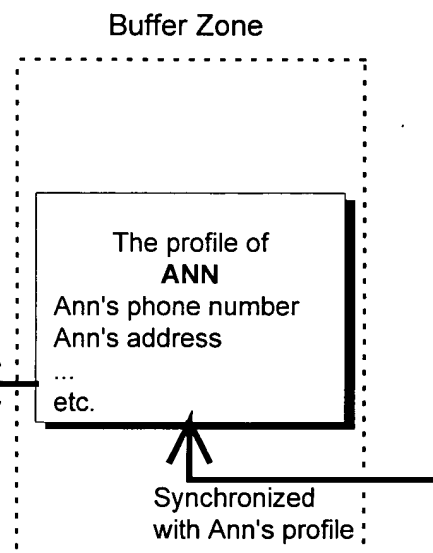 Buffer Zone
The profile of
ANN
Ann's phone number
Ann's address
...
etc.
Synchronized
with Ann's profile